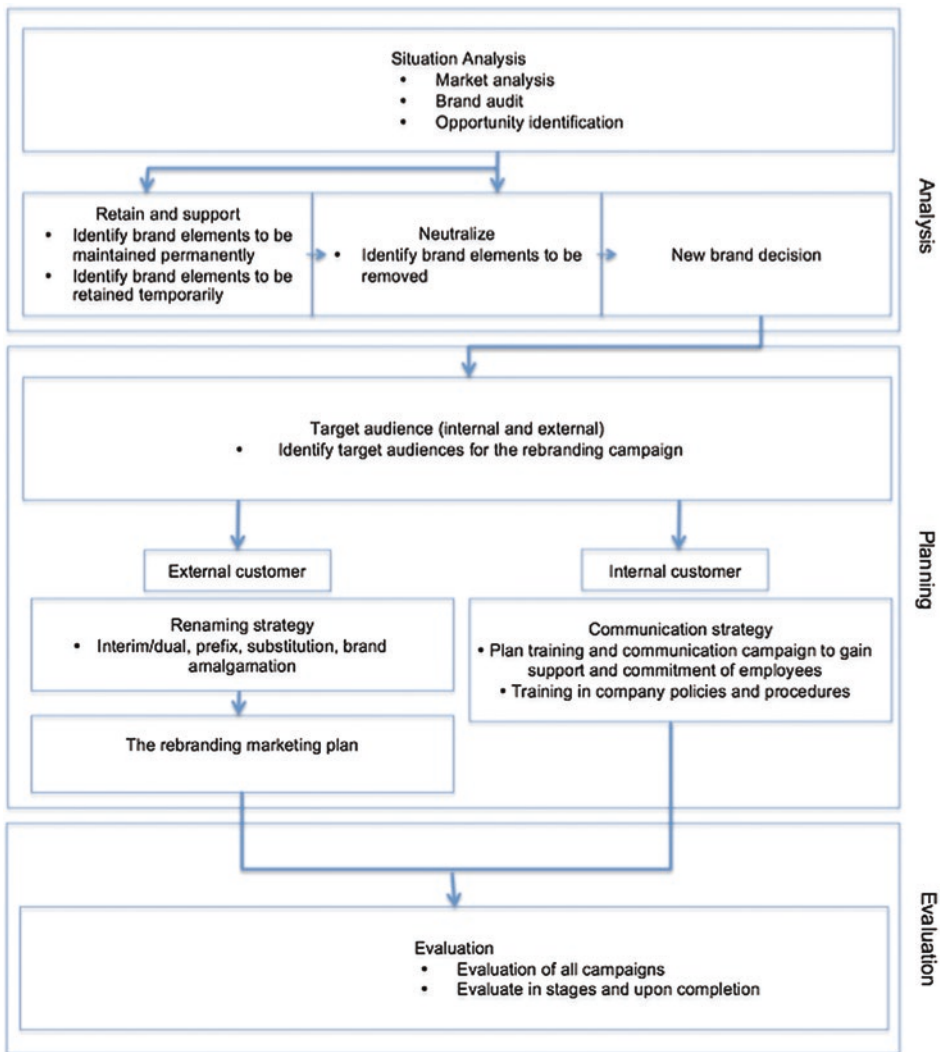 Situation Analysis
• Market analysis
• Brand audit
• Opportunity identification
Retain and support
• Identify brand elements to be
maintained permanently
• Identify brand elements to be
retained temporarily
Neutralize
• Identify brand elements to be
removed
New brand decision
Analysis
Target audience (internal and external)
• Identify target audiences for the rebranding campaign
External customer
Renaming strategy
• Interim/dual, prefix, substitution, brand
amalgamation
The rebranding marketing plan
Internal customer
Communication strategy
• Plan training and communication campaign to gain
support and commitment of employees
• Training in company policies and procedures
Planning
Evaluation
• Evaluation of all campaigns
• Evaluate in stages and upon completion
Evaluation